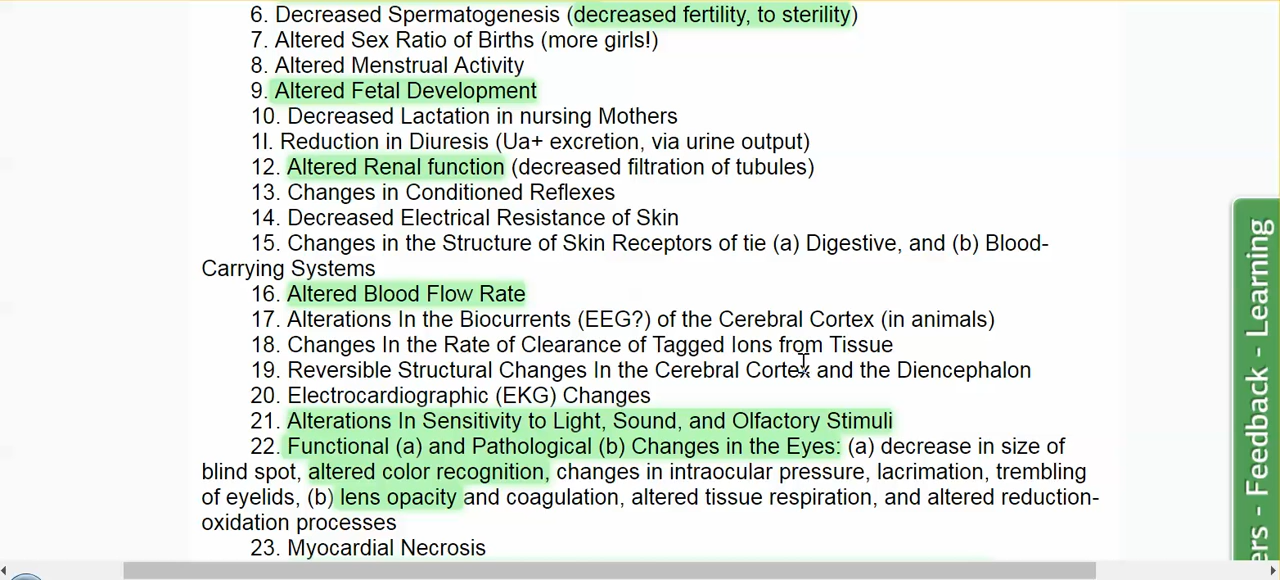 6. Decreased Spermatogenesis (decreased fertility, to sterility)
7. Altered Sex Ratio of Births (more girls!)
8. Altered Menstrual Activity
9. Altered Fetal Development
10. Decreased Lactation in nursing Mothers
1l. Reduction in Diuresis (Ua+ excretion, via urine output)
12. Altered Renal function (decreased filtration of tubules)
13. Changes in Conditioned Reflexes
14. Decreased Electrical Resistance of Skin
15. Changes in the Structure of Skin Receptors of tie (a) Digestive, and (b) Blood-
Carrying Systems
16. Altered Blood Flow Rate
17. Alterations In the Biocurrents (EEG?) of the Cerebral Cortex (in animals)
18. Changes In the Rate of Clearance of Tagged Ions from Tissue
19. Reversible Structural Changes In the Cerebral Cortex and the Diencephalon
20. Electrocardiographic (EKG) Changes
21. Alterations In Sensitivity to Light, Sound, and Olfactory Stimuli
22. Functional (a) and Pathological (b) Changes in the Eyes: (a) decrease in size of
blind spot, altered color recognition, changes in intraocular pressure, lacrimation, trembling
of eyelids, (b) lens opacity and coagulation, altered tissue respiration, and altered reduction-
oxidation processes
23. Myocardial Necrosis
ers - Feedback - Learning